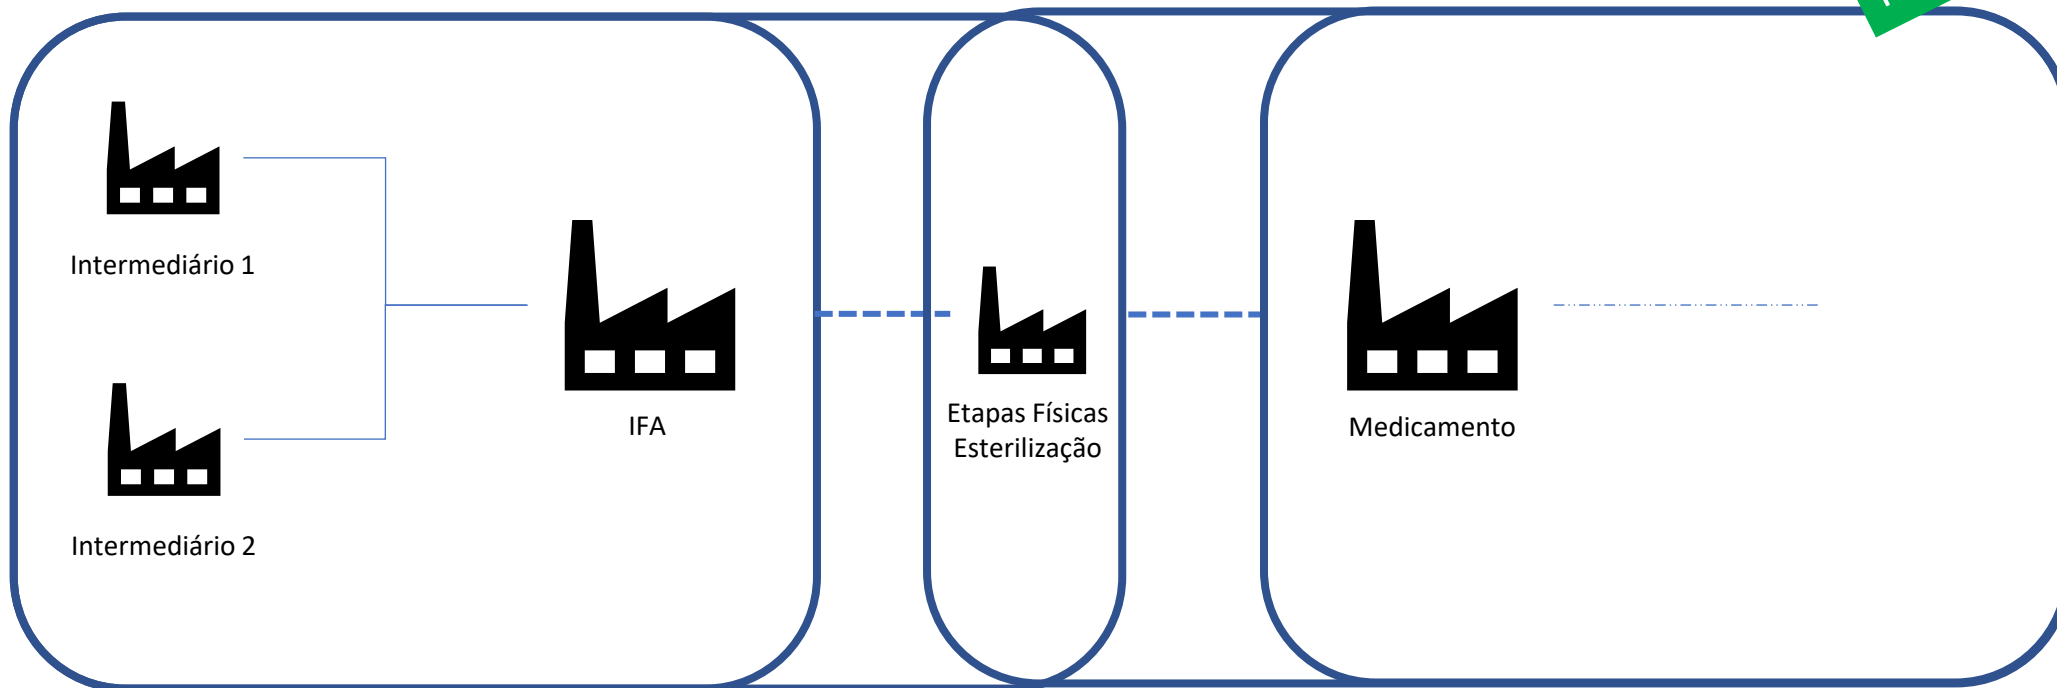 Intermediário 1
Intermediário 2
IFA
Etapas Físicas
Esterilização
Medicamento